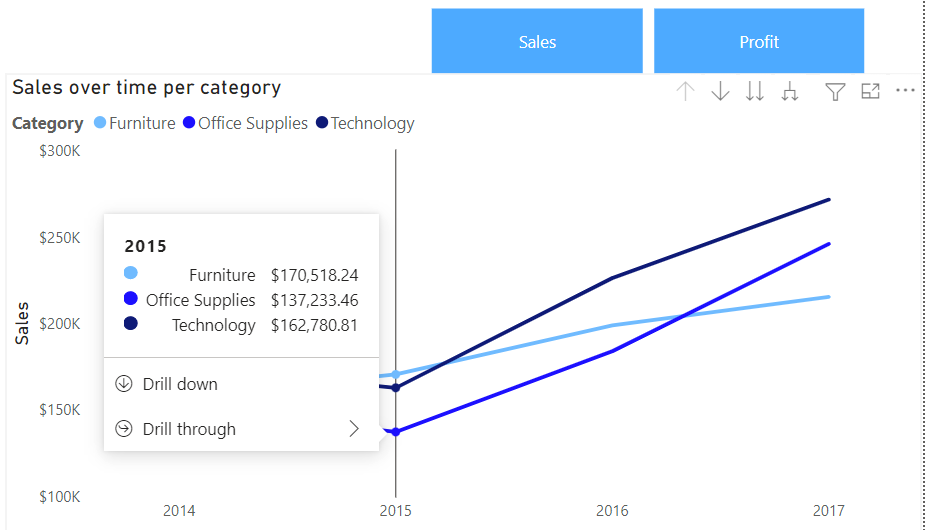 Sales
Profit
Sales over time per category
Category Furniture Office Supplies Technology
$300K
$250K
$200K
$150K
$100K
Sales
2015
Furniture $170,518.24
Office Supplies $137,233.46
Technology $162,780.81
Drill down
Drill through
2014 2015 2016 2017